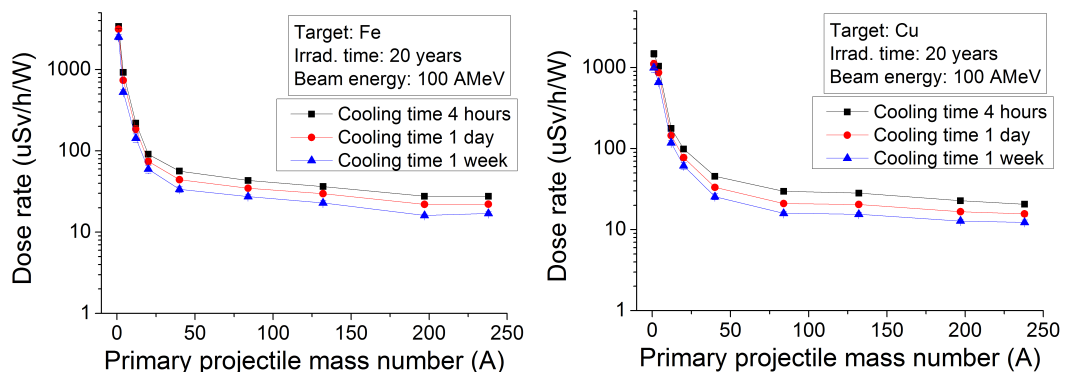 Target: Fe
Irrad. time: 20 years
Beam energy: 100 AMeV
Cooling time 4 hours
Cooling time 1 day
Cooling time 1 week
Dose rate (uSv/h/W)
1000
100
10
1
0 50 100 150 200 250
Primary projectile mass number (A)
Target: Cu
Irrad. time: 20 years
Beam energy: 100 AMeV
Cooling time 4 hours
Cooling time 1 day
Cooling time 1 week
Dose rate (uSv/h/W)
1000
100
10
1
0 50 100 150 200 250
Primary projectile mass number (A)